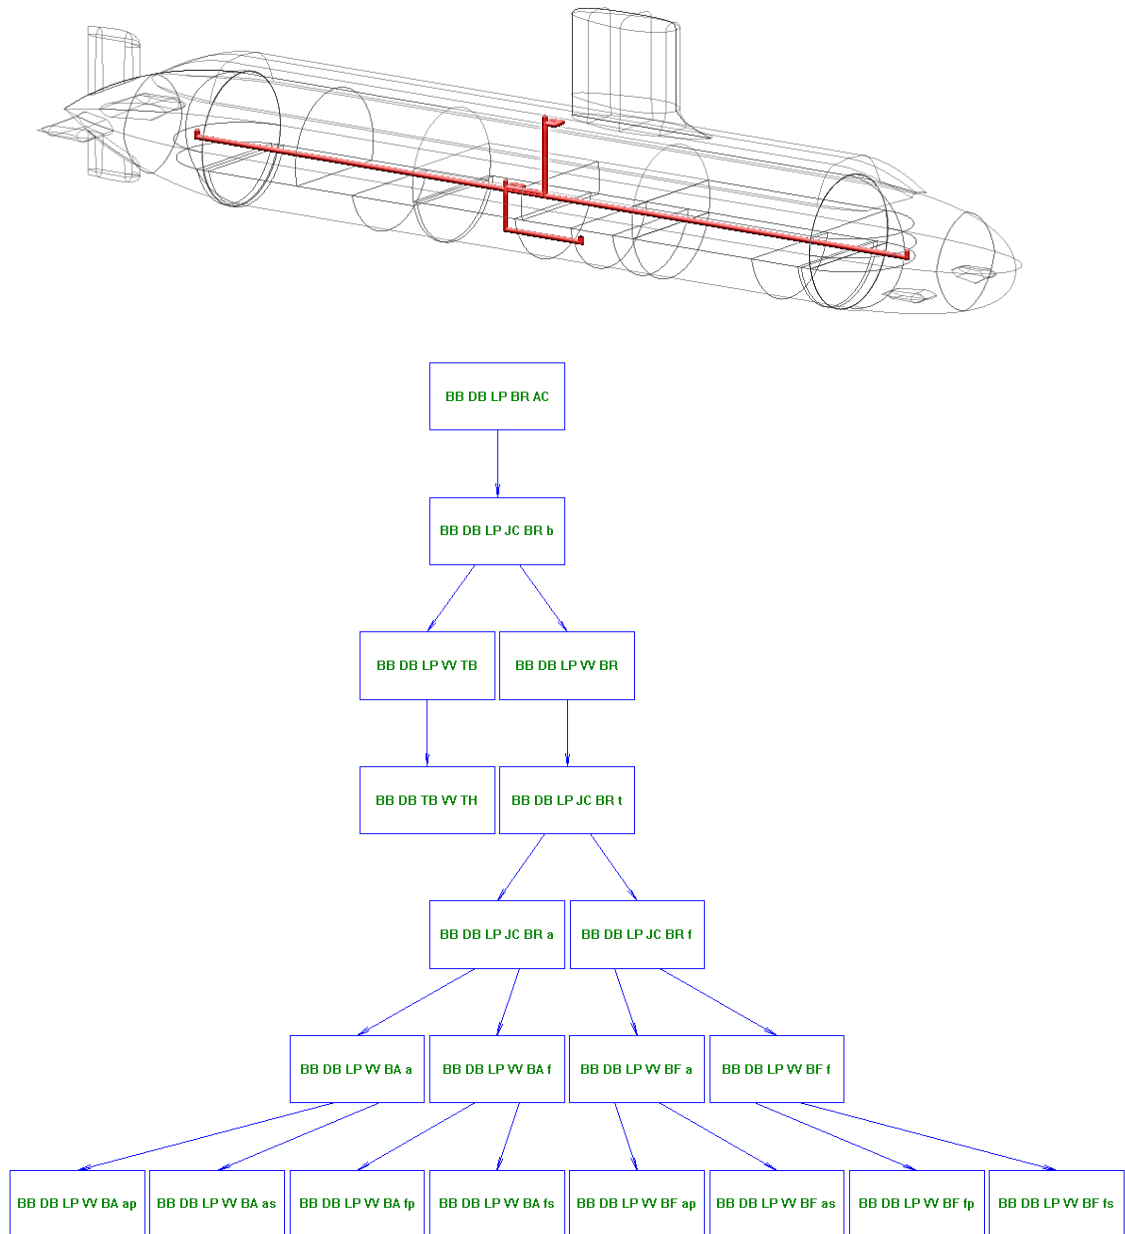 BB DB LP BR AC
BB DB LP JC BR b
BB DB LP VV TB
BB DB LP VV BR
BB DB TB VV TH
BB DB LP JC BR t
BB DB LP JC BR a
BB DB LP JC BR f
BB DB LP VV BA a
BB DB LP VV BA f
BB DB LP VV BF a
BB DB LP VV BF f
BB DB LP VV BA ap
BB DB LP VV BA as
BB DB LP VV BA fp
BB DB LP VV BA fs
BB DB LP VV BF ap
BB DB LP VV BF as
BB DB LP VV BF fp
BB DB LP VV BF fs